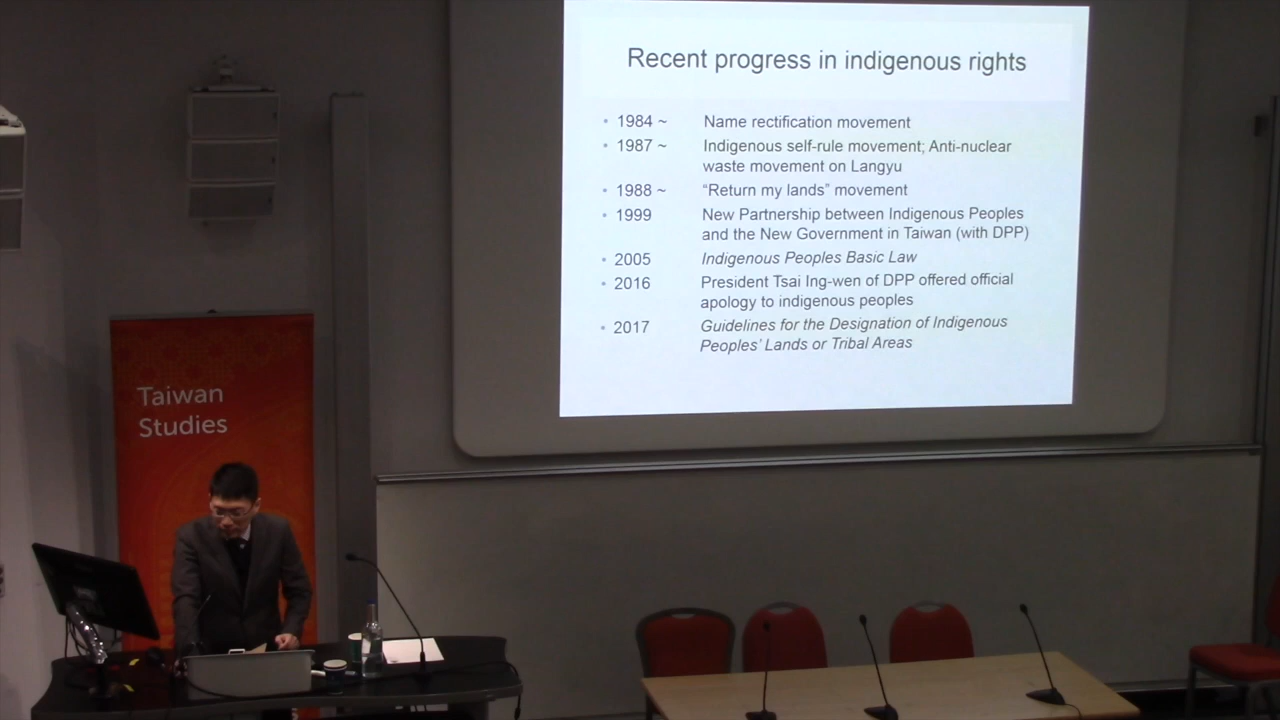 Recent progress in indigenous rights
• 1984 ~ Name rectification movement
• 1987 ~ Indigenous self-rule movement; Anti-nuclear
waste movement on Langyu
• 1988 ~ “Return my lands” movement
• 1999 New Partnership between Indigenous Peoples
and the New Government in Taiwan (with DPP)
• 2005 Indigenous Peoples Basic Law
• 2016 President Tsai Ing-wen of DPP offered official
apology to indigenous peoples
• 2017 Guidelines for the Designation of Indigenous
Peoples’ Lands or Tribal Areas
Taiwan
Studies